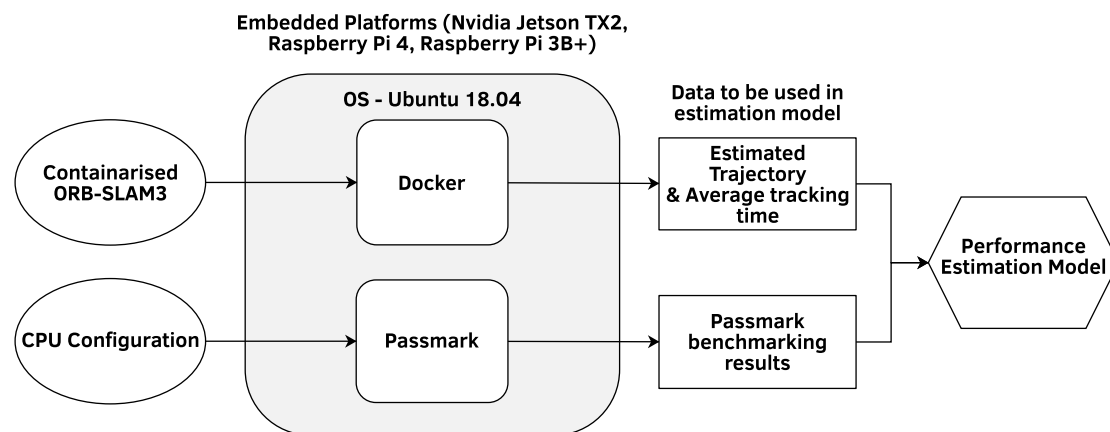 Embedded Platforms (Nvidia Jetson TX2,
Raspberry Pi 4, Raspberry Pi 3B+)
OS - Ubuntu 18.04
Data to be used in
estimation model
Containarised
ORB-SLAM3
Docker
Estimated
Trajectory
& Average tracking
time
Performance
Estimation Model
CPU Configuration
Passmark
Passmark
benchmarking
results